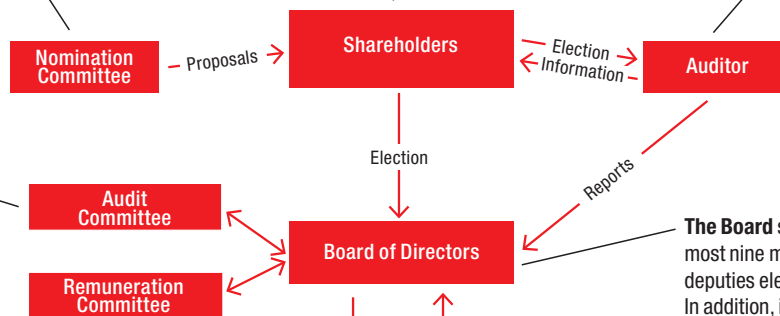 Nomination
Committee
Proposals
Shareholders
Election
Information
Auditor
Election
Reports
Audit
Committee
Board of Directors
Remuneration
Committee
The Board
most nine
deputies
In addition,